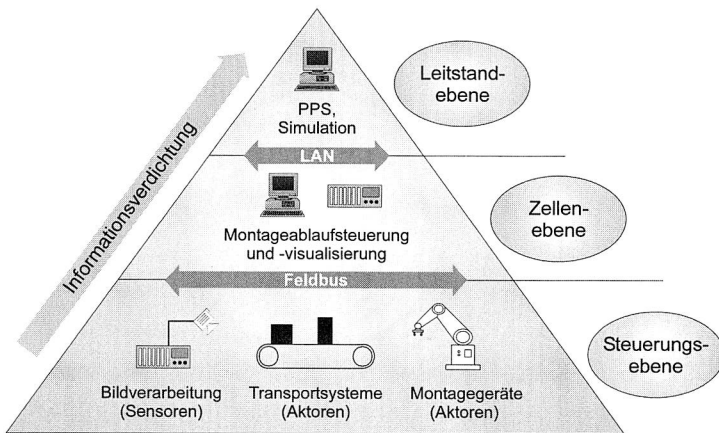 Informationsverdichtung
PPS,
Simulation
Leitstand-
ebene
LAN
Montageablaufsteuerung
und -visualisierung
Zellen-
ebene
Feldbus
Bildverarbeitung
(Sensoren)
Transportsysteme
(Aktoren)
Montagegeräte
(Aktoren)
Steuerungs-
ebene